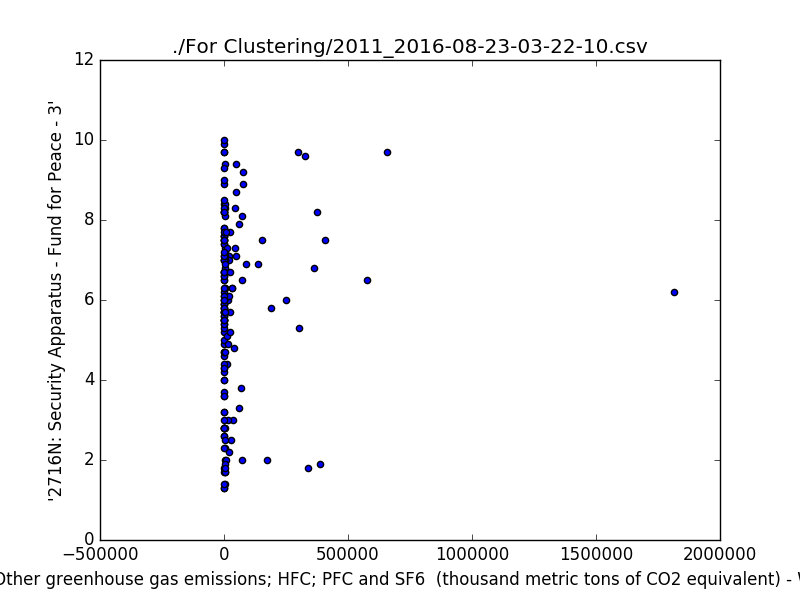 ./For Clustering/2011_2016-08-23-03-22-10.csv
'2716N: Security Apparatus - Fund for Peace - 3'
12
10
8
6
4
2
0
−500000 0 500000 1000000 1500000 2000000
Other greenhouse gas emissions; HFC; PFC and SF6 (thousand metric tons of CO2 equivalent) -